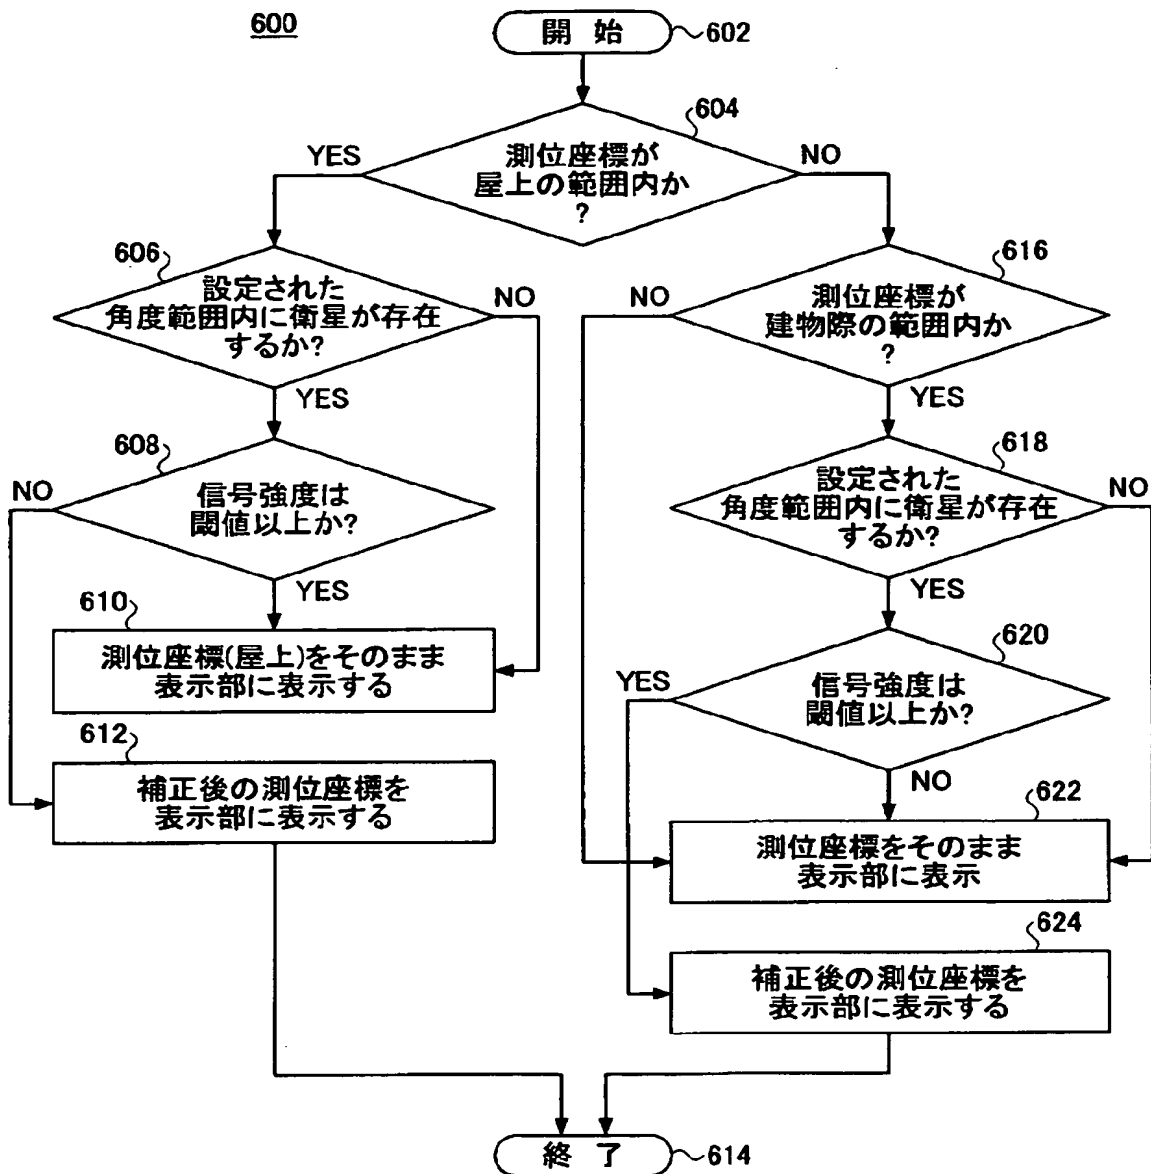 600
開 始
602
604
測位座標が
屋上の範囲内か
?
YES
NO
606
設定された
角度範囲内に衛星が存在
するか?
NO
YES
608
信号強度は
閾値以上か?
NO
YES
610
測位座標(屋上)をそのまま
表示部に表示する
612
補正後の測位座標を
表示部に表示する
616
測位座標が
建物際の範囲内か
?
NO
YES
618
設定された
角度範囲内に衛星が存在
するか?
NO
YES
620
信号強度は
閾値以上か?
YES
NO
622
測位座標をそのまま
表示部に表示
624
補正後の測位座標を
表示部に表示する
終 了
614